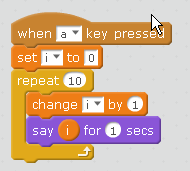 when a key pressed
set i to 0
repeat 10
change i by 1
say i for 1 secs